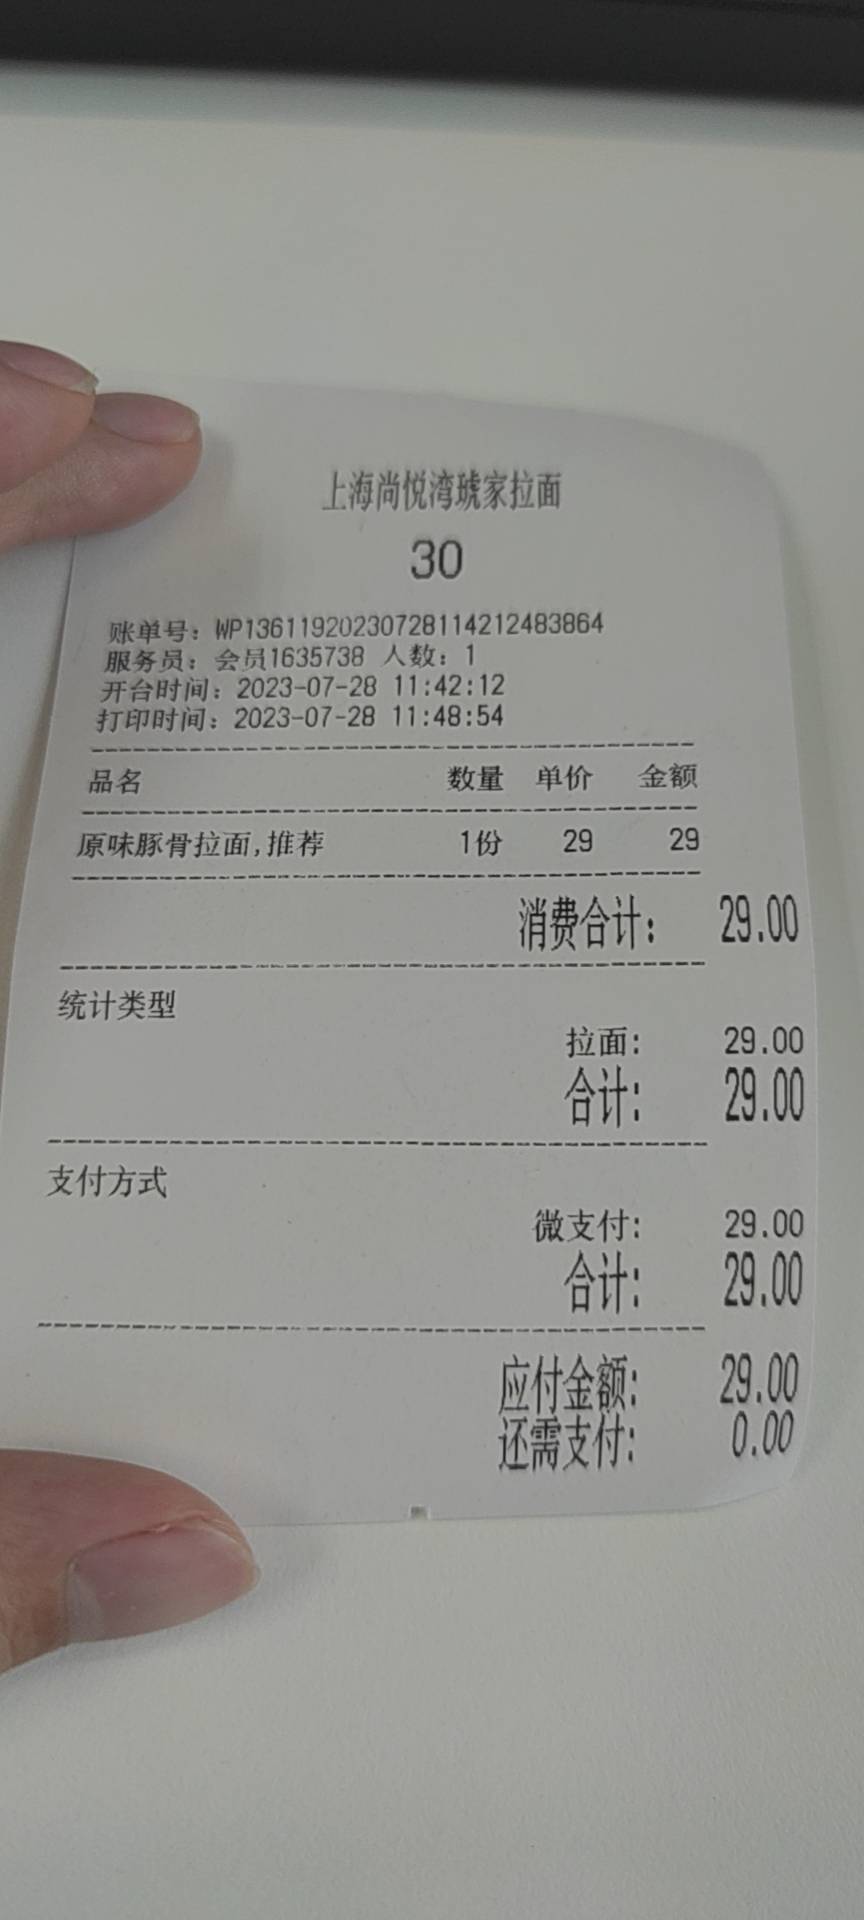 上海尚悦湾琥家拉面
30
账单号：WP13611920230728114212483864
服务员：会员1635738 人数：1
开台时间：2023-07-28 11:42:12
打印时间：2023-07-28 11:48:54
品名 数量 单价 金额
原味豚骨拉面,推荐 1份 29 29
消费合计： 29.00
统计类型
拉面： 29.00
合计： 29.00
支付方式
微支付： 29.00
合计： 29.00
应付金额： 29.00
还需支付： 0.00